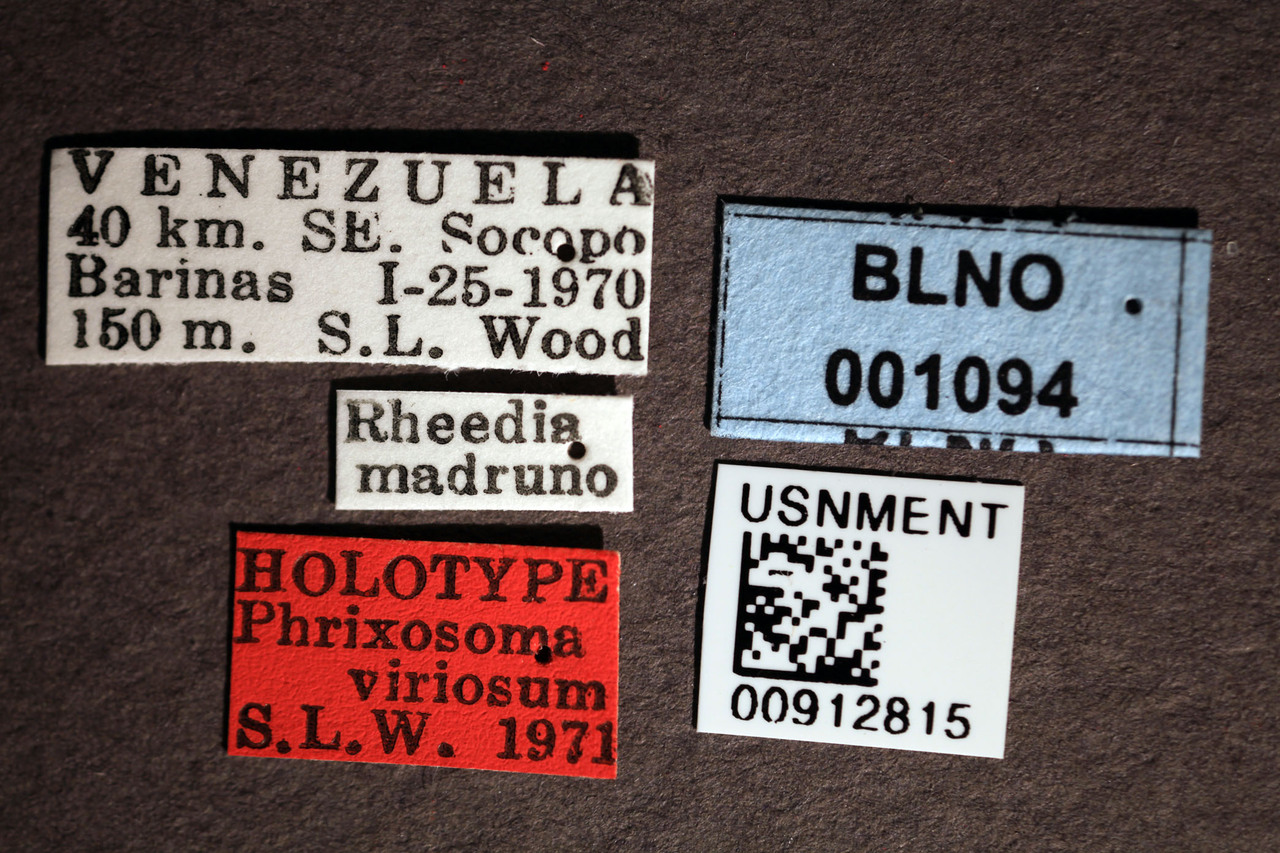 VENEZUELA
40 km. SE. Socopo
Barinas I-25-1970
150 m. S.L. Wood
Rheedia
madruno
HOLOTYPE
Phrixosoma
viriosum
S.L.W. 1971
BLNO
001094
USNMENT
00912815